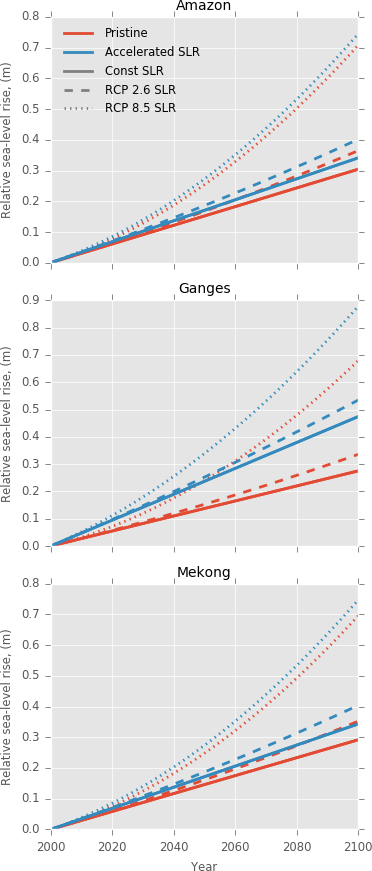 Amazon
Relative sea-level rise, (m)
0.8
0.7
0.6
0.5
0.4
0.3
0.2
0.1
0.0
Pristine
Accelerated SLR
Const SLR
RCP 2.6 SLR
RCP 8.5 SLR
Ganges
Relative sea-level rise, (m)
0.9
0.8
0.7
0.6
0.5
0.4
0.3
0.2
0.1
0.0
Mekong
Relative sea-level rise, (m)
0.8
0.7
0.6
0.5
0.4
0.3
0.2
0.1
0.0
2000 2020 2040 2060 2080 2100
Year